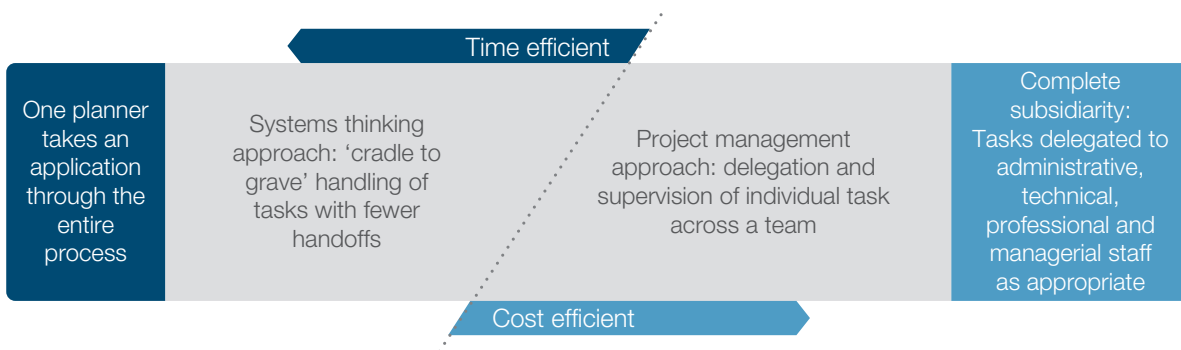 Time efficient
One planner
takes an
application
through the
entire
process
Systems thinking
approach: ‘cradle to
grave’ handling of
tasks with fewer
handoffs
Project management
approach: delegation and
supervision of individual task
across a team
Complete
subsidiarity:
Tasks delegated to
administrative,
technical,
professional and
managerial staff
as appropriate
Cost efficient